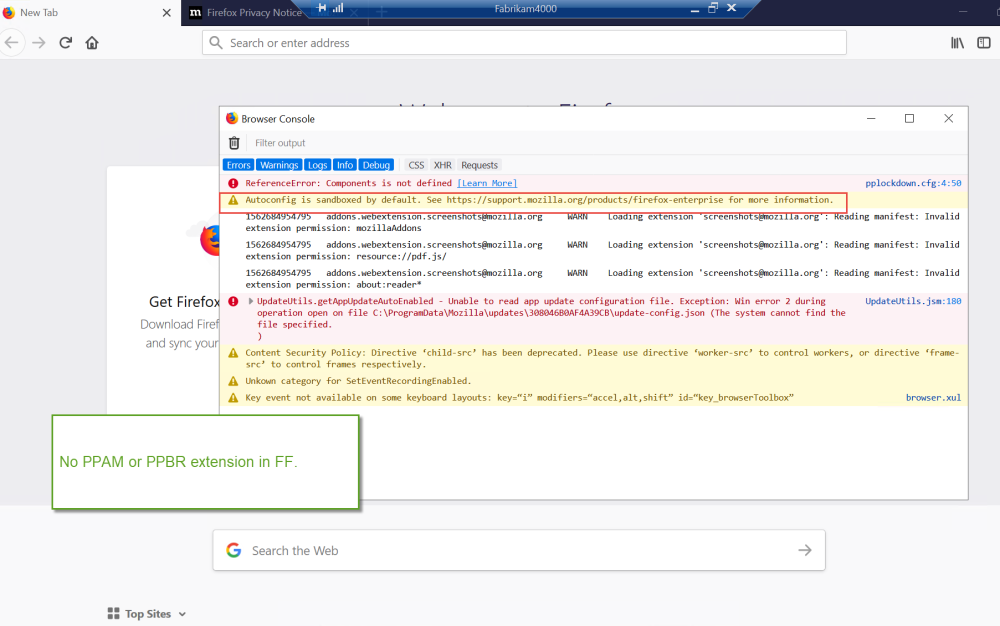 New Tab
m Firefox Privacy Notice
Fabrikam4000
Search or enter address
Browser Console
Filter output
Errors Warnings Logs Info Debug CSS XHR Requests
ReferenceError: Components is not defined [Learn More] pplockdown.cfg:4:50
Autoconfig is sandboxed by default. See https://support.mozilla.org/products/firefox-enterprise for more information.
1562684954795 addons.webextension.screenshots@mozilla.org WARN Loading extension 'screenshots@mozilla.org': Reading manifest: Invalid
extension permission: mozillaAddons
1562684954795 addons.webextension.screenshots@mozilla.org WARN Loading extension 'screenshots@mozilla.org': Reading manifest: Invalid
extension permission: resource://pdf.js/
1562684954795 addons.webextension.screenshots@mozilla.org WARN Loading extension 'screenshots@mozilla.org': Reading manifest: Invalid
extension permission: about:reader*
UpdateUtils.getAppUpdateAutoEnabled - Unable to read app update configuration file. Exception: Win error 2 during UpdateUtils.jsm:180
operation open on file C:\ProgramData\Mozilla\updates\308046B0AF4A39CB\update-config.json (The system cannot find the
file specified.
)
Content Security Policy: Directive ‘child-src’ has been deprecated. Please use directive ‘worker-src’ to control workers, or directive ‘frame-
src’ to control frames respectively.
Unkown category for SetEventRecordingEnabled.
Key event not available on some keyboard layouts: key=“i” modifiers=“accel,alt,shift” id=“key_browserToolbox” browser.xul
Get Firefox
Download Firef
and sync your
No PPAM or PPBR extension in FF.
Search the Web
Top Sites